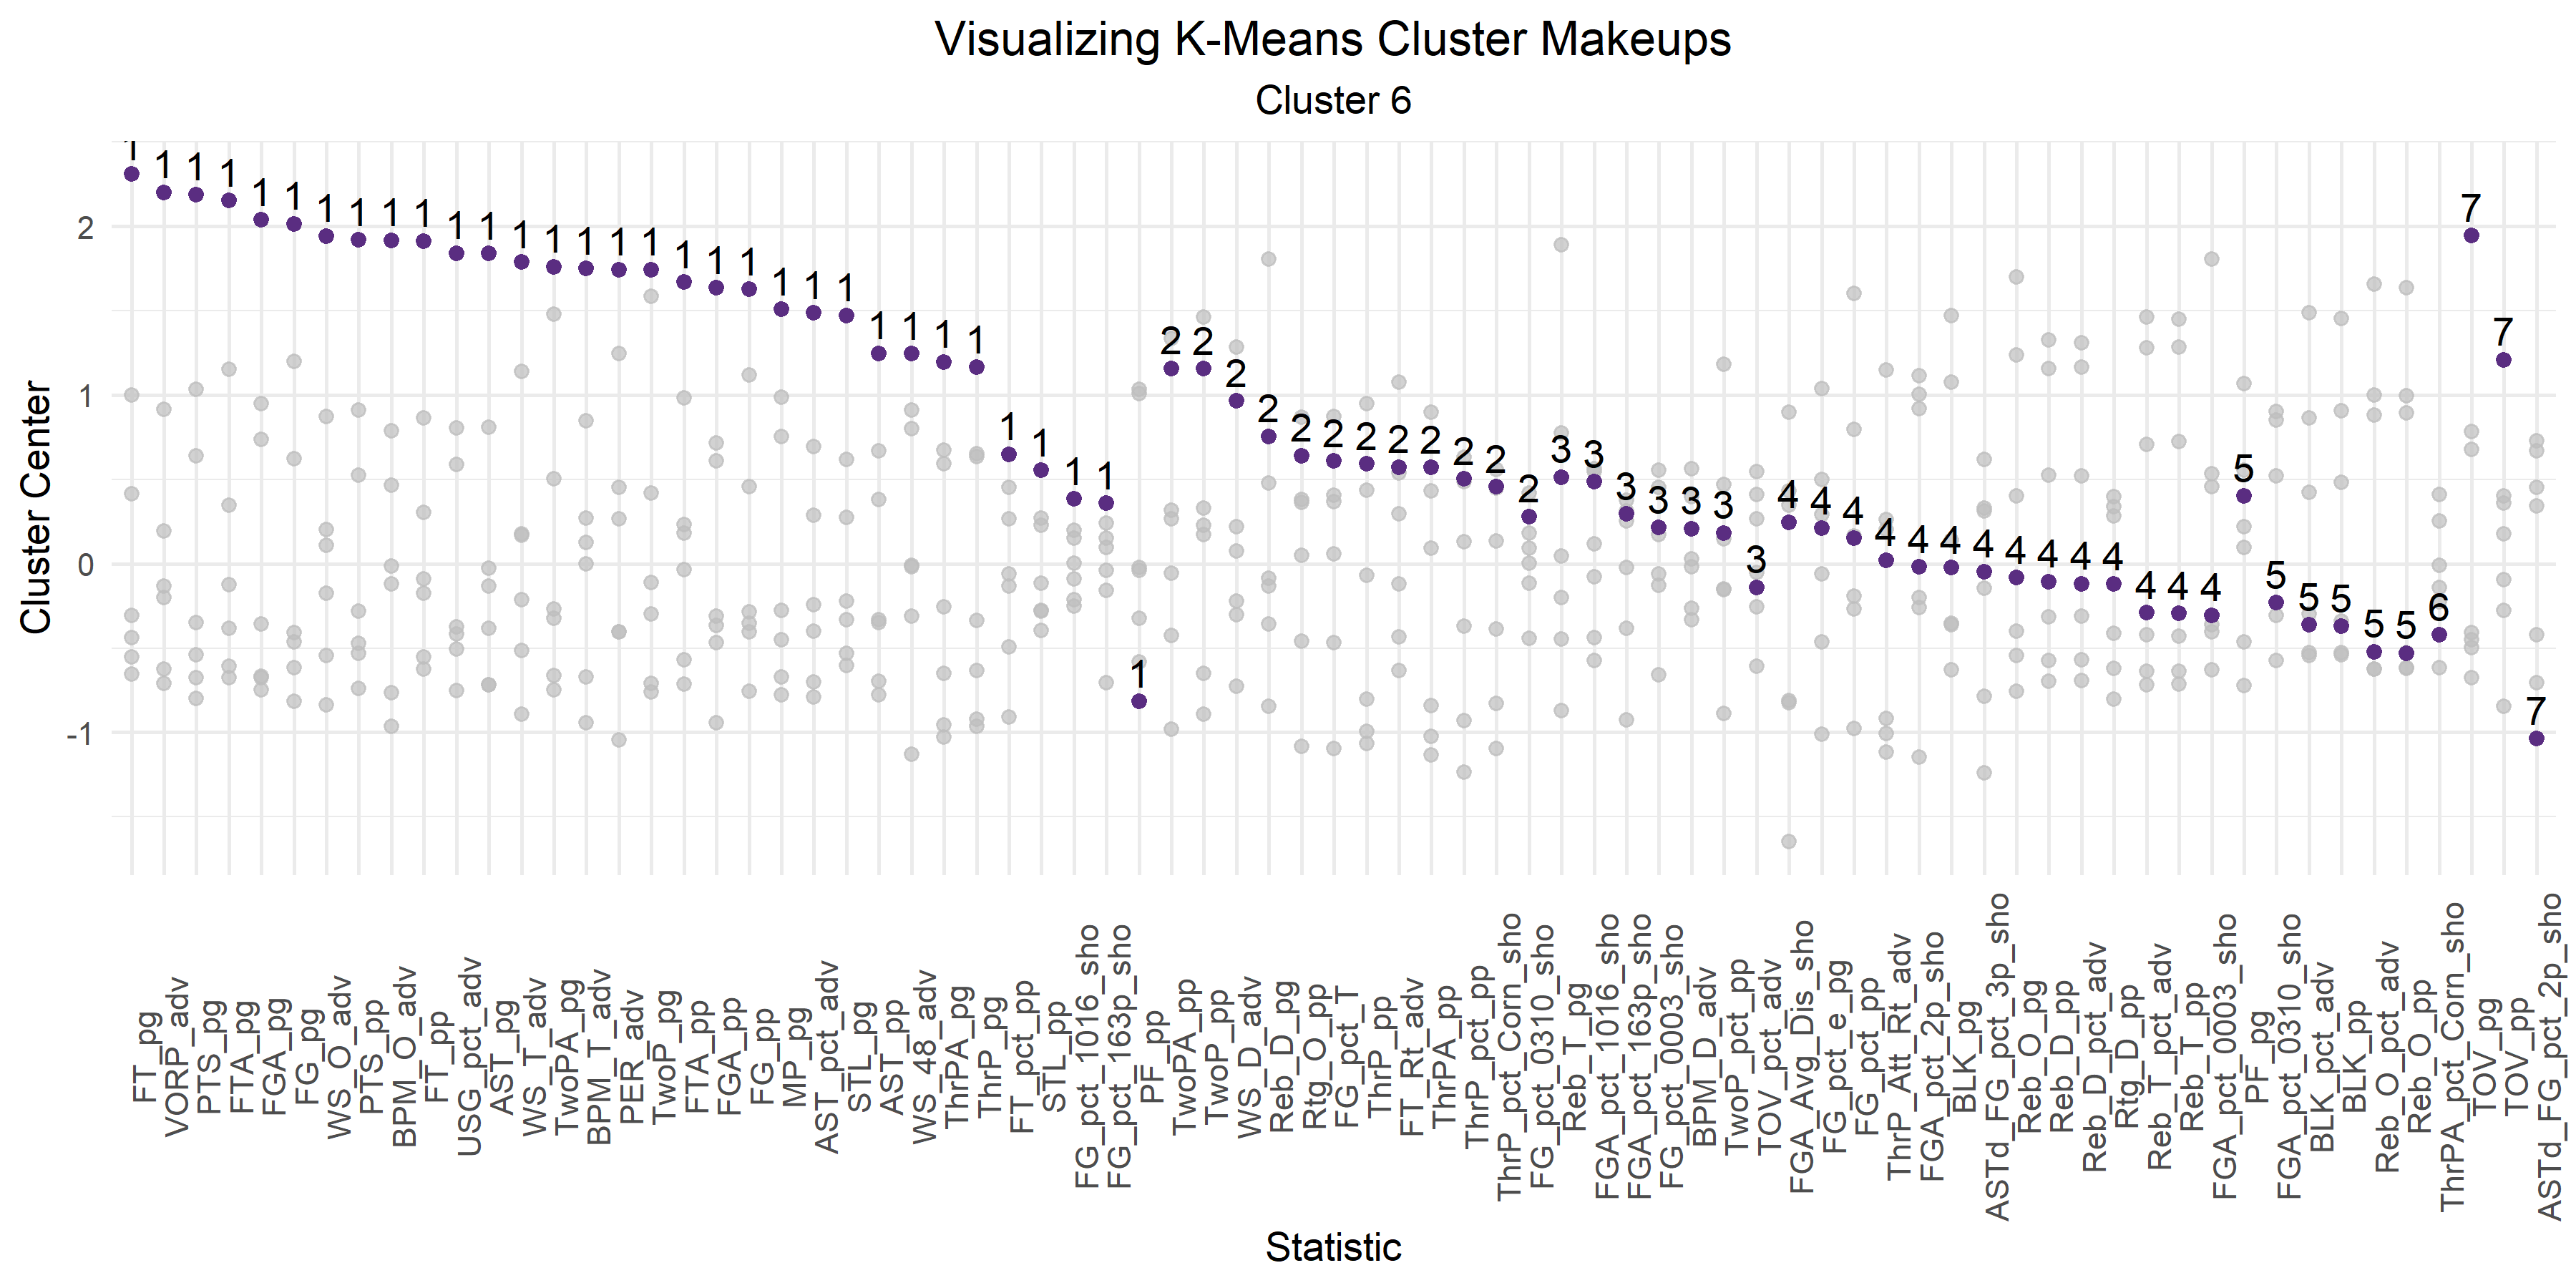 Visualizing K-Means Cluster Makeups
Cluster 6
Cluster Center
2
1
0
-1
1 1 1 1 1 1 1 1 1 1 1 1 1 1 1 1 1 1 1 1 1 1 1 1 1 1 1 1 1 1 1 1 2 2 2 2 2 2 2 2 2 2 2 2 3 3 3 3 3 3 3 4 4 4 4 4 4 4 4 4 4 4 4 4 4 5 5 5 5 5 5 6 7 7 7
FT_pg
VORP_adv
PTS_pg
FTA_pg
FGA_pg
FG_pg
WS_O_adv
PTS_pp
BPM_O_adv
FT_pp
USG_pct_adv
AST_pg
WS_T_adv
TwoPA_pg
BPM_T_adv
PER_adv
TwoP_pg
FTA_pp
FGA_pp
FG_pp
MP_pg
AST_pct_adv
STL_pg
AST_pp
WS_48_adv
ThrPA_pg
ThrP_pg
FT_pct_pp
STL_pp
FG_pct_1016_sho
FG_pct_163p_sho
PF_pp
TwoPA_pp
TwoP_pp
WS_D_adv
Reb_D_pg
Rtg_O_pp
FG_pct_T
ThrP_pp
FT_Rt_adv
ThrPA_pp
ThrP_pct_pp
ThrP_pct_Corn_sho
FG_pct_0310_sho
Reb_T_pg
FGA_pct_1016_sho
FGA_pct_163p_sho
FG_pct_0003_sho
BPM_D_adv
TwoP_pct_pp
TOV_pct_adv
FGA_Avg_Dis_sho
FG_pct_e_pg
FG_pct_pp
ThrP_Att_Rt_adv
FGA_pct_2p_sho
BLK_pg
ASTd_FG_pct_3p_sho
Reb_O_pg
Reb_D_pp
Reb_D_pct_adv
Rtg_D_pp
Reb_T_pct_adv
Reb_T_pp
FGA_pct_0003_sho
PF_pg
FGA_pct_0310_sho
BLK_pct_adv
BLK_pp
Reb_O_pct_adv
Reb_O_pp
ThrPA_pct_Corn_sho
TOV_pg
TOV_pp
ASTd_FG_pct_2p_sho
Statistic